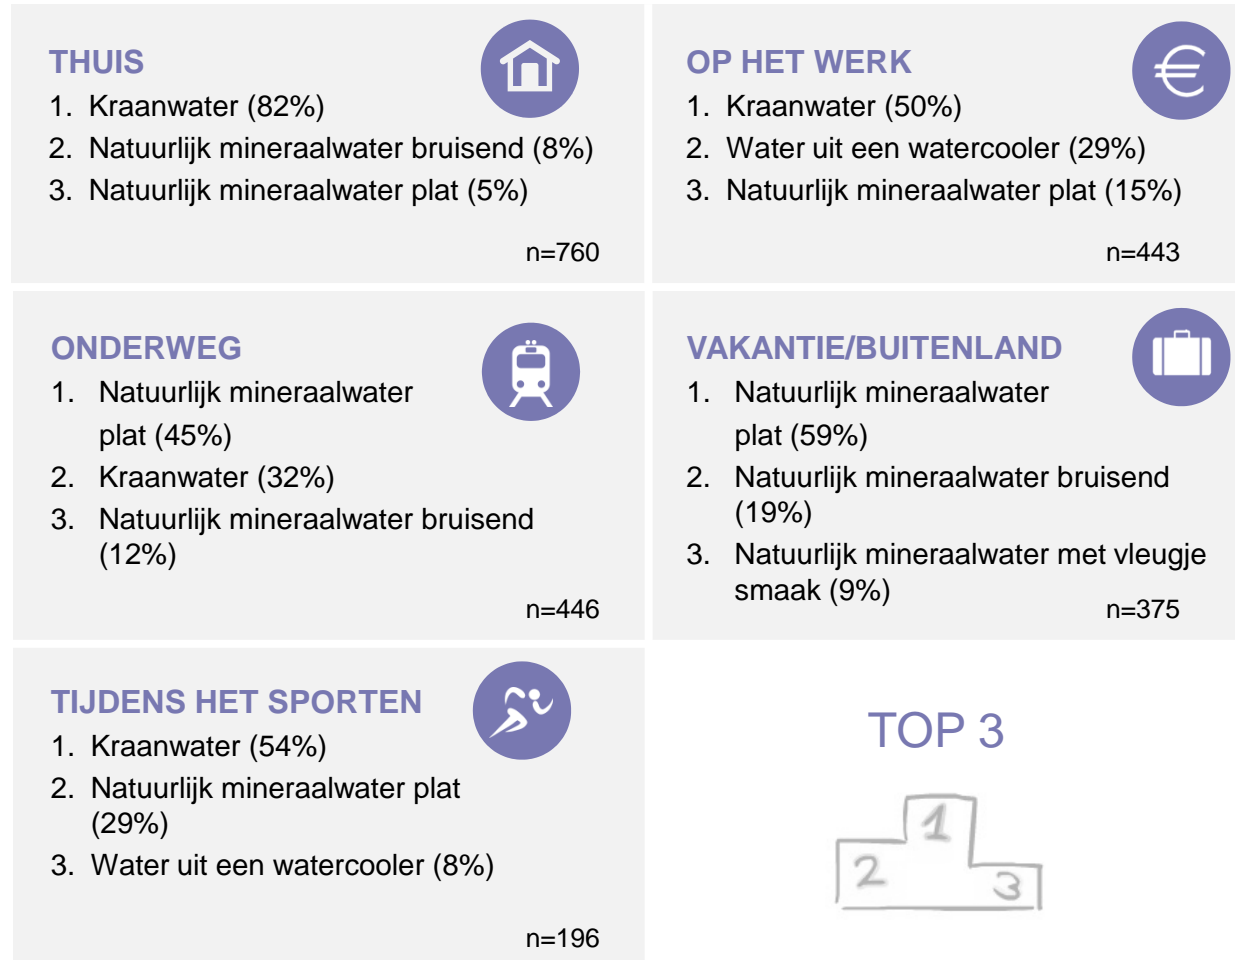 THUIS
1. Kraanwater (82%)
2. Natuurlijk mineraalwater bruisend (8%)
3. Natuurlijk mineraalwater plat (5%)
n=760
OP HET WERK
€
1. Kraanwater (50%)
2. Water uit een watercooler (29%)
3. Natuurlijk mineraalwater plat (15%)
n=443
ONDERWEG
1. Natuurlijk mineraalwater
plat (45%)
2. Kraanwater (32%)
3. Natuurlijk mineraalwater bruisend
(12%)
n=446
VAKANTIE/BUITENLAND
1. Natuurlijk mineraalwater
plat (59%)
2. Natuurlijk mineraalwater bruisend
(19%)
3. Natuurlijk mineraalwater met vleugje
smaak (9%)
n=375
TIJDENS HET SPORTEN
1. Kraanwater (54%)
2. Natuurlijk mineraalwater plat
(29%)
3. Water uit een watercooler (8%)
n=196
TOP 3
1
2
3